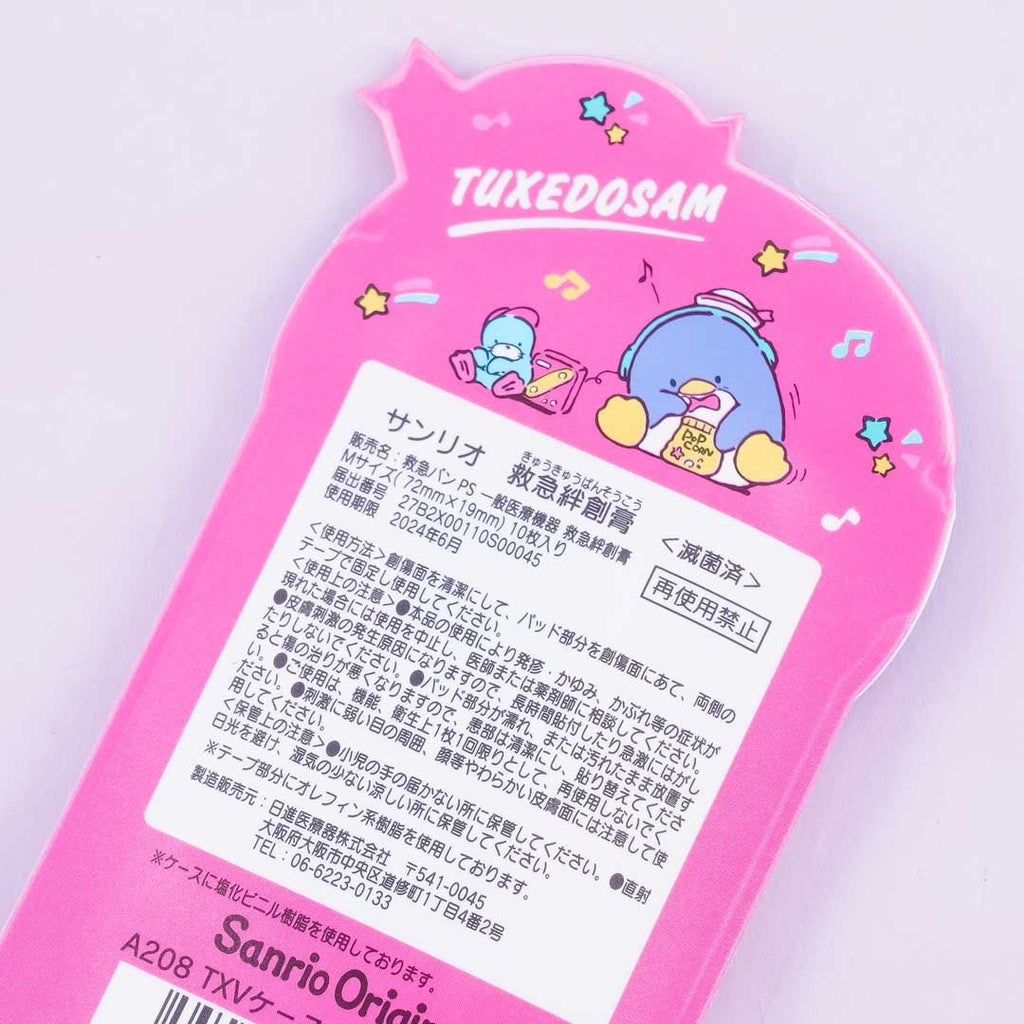 TUXEDOSAM
POP
CORN
サンリオ 救急絆創膏
きゅうきゅうばんそうこう
販売名：救急バン PS 一般医療機器 救急絆創膏
Mサイズ(72mm×19mm) 10枚入り
届出番号 27B2X00110S00045
使用期限 2024年6月
＜滅菌済＞
再使用禁止
＜使用方法＞創傷面を清潔にして、パッド部分を創傷面にあて、両側の
テープで固定し使用してください。
＜使用上の注意＞●本品の使用により発疹・かゆみ、かぶれ等の症状が
現れた場合には使用を中止し、医師または薬剤師に相談してください。
●皮膚刺激の発生原因になりますので、長時間貼付したり急激にはがし
たりしないでください。●パッド部分が濡れ、または汚れたまま放置す
ると傷の治りが悪くなりますので、患部は清潔にし、貼り替えてくださ
い。●ご使用は、機能、衛生上1枚1回限りとして、再使用しないでく
ださい。●刺激に弱い目の周囲、顔等やわらかい皮膚面には注意して使
用してください。
＜保管上の注意＞●小児の手の届かない所に保管してください。●直射
日光を避け、湿気の少ない涼しい所に保管してください。
※テープ部分にオレフィン系樹脂を使用しております。
製造販売元：日進医療器株式会社 〒541-0045
大阪府大阪市中央区道修町1丁目4番2号
TEL：06-6223-0133
※ケースに塩化ビニル樹脂を使用しております。
Sanrio Origin
A208 TXVケース